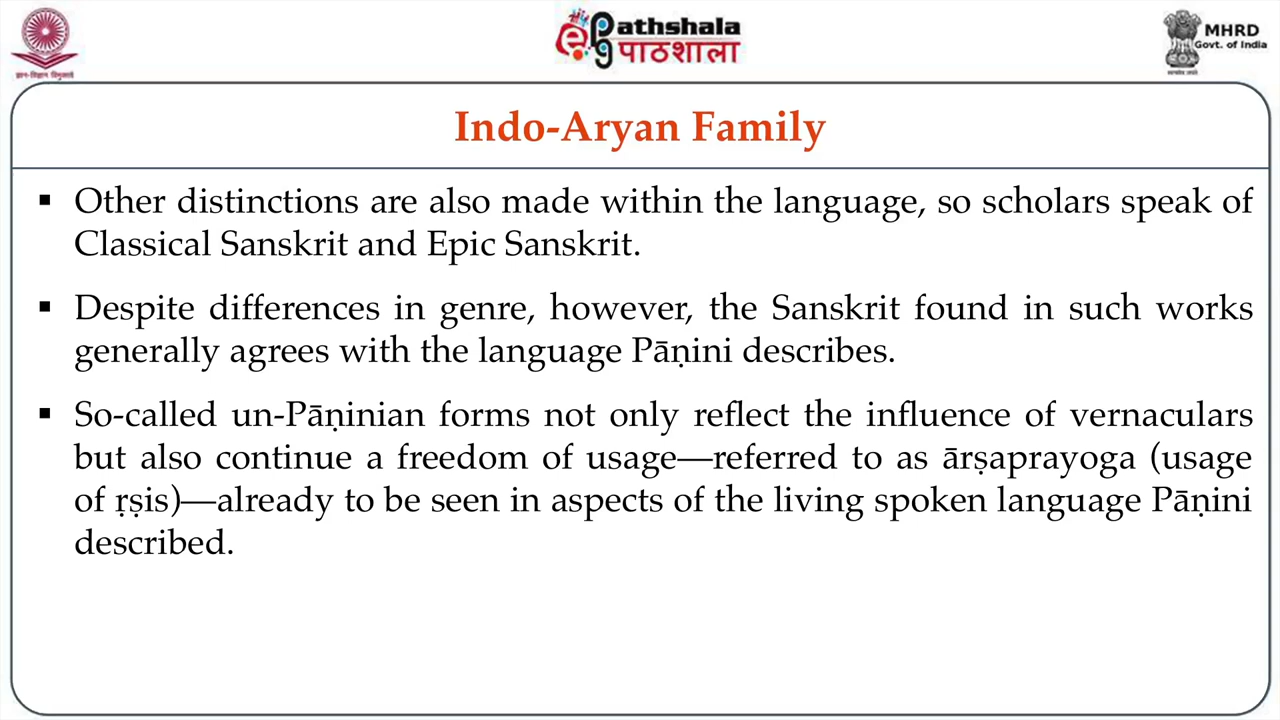 ePG Pathshala
पाठशाला
MHRD
Govt. of India
Indo-Aryan Family
▪ Other distinctions are also made within the language, so scholars speak of
Classical Sanskrit and Epic Sanskrit.
▪ Despite differences in genre, however, the Sanskrit found in such works
generally agrees with the language Pāṇini describes.
▪ So-called un-Pāṇinian forms not only reflect the influence of vernaculars
but also continue a freedom of usage—referred to as ārṣaprayoga (usage
of ṛṣis)—already to be seen in aspects of the living spoken language Pāṇini
described.